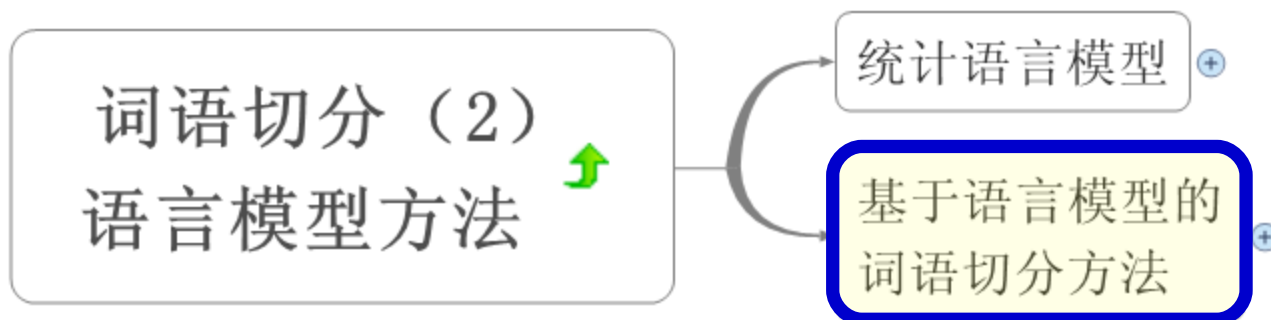 词语切分（2）
语言模型方法
统计语言模型
基于语言模型的
词语切分方法